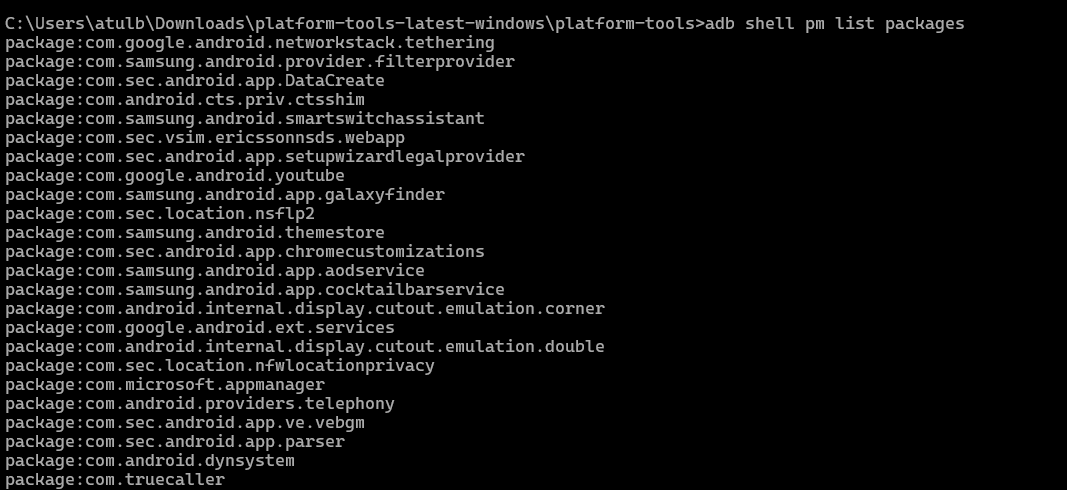 C:\Users\atulb\Downloads\platform-tools-latest-windows\platform-tools>adb shell pm list packages
package:com.google.android.networkstack.tethering
package:com.samsung.android.provider.filterprovider
package:com.sec.android.app.DataCreate
package:com.android.cts.priv.ctsshim
package:com.samsung.android.smartswitchassistant
package:com.sec.vsim.ericssonnsds.webapp
package:com.sec.android.app.setupwizardlegalprovider
package:com.google.android.youtube
package:com.samsung.android.app.galaxyfinder
package:com.sec.location.nsflp2
package:com.samsung.android.themestore
package:com.sec.android.app.chromecustomizations
package:com.samsung.android.app.aodservice
package:com.samsung.android.app.cocktailbarservice
package:com.android.internal.display.cutout.emulation.corner
package:com.google.android.ext.services
package:com.android.internal.display.cutout.emulation.double
package:com.sec.location.nfwlocationprivacy
package:com.microsoft.appmanager
package:com.android.providers.telephony
package:com.sec.android.app.ve.vebgm
package:com.sec.android.app.parser
package:com.android.dynsystem
package:com.truecaller